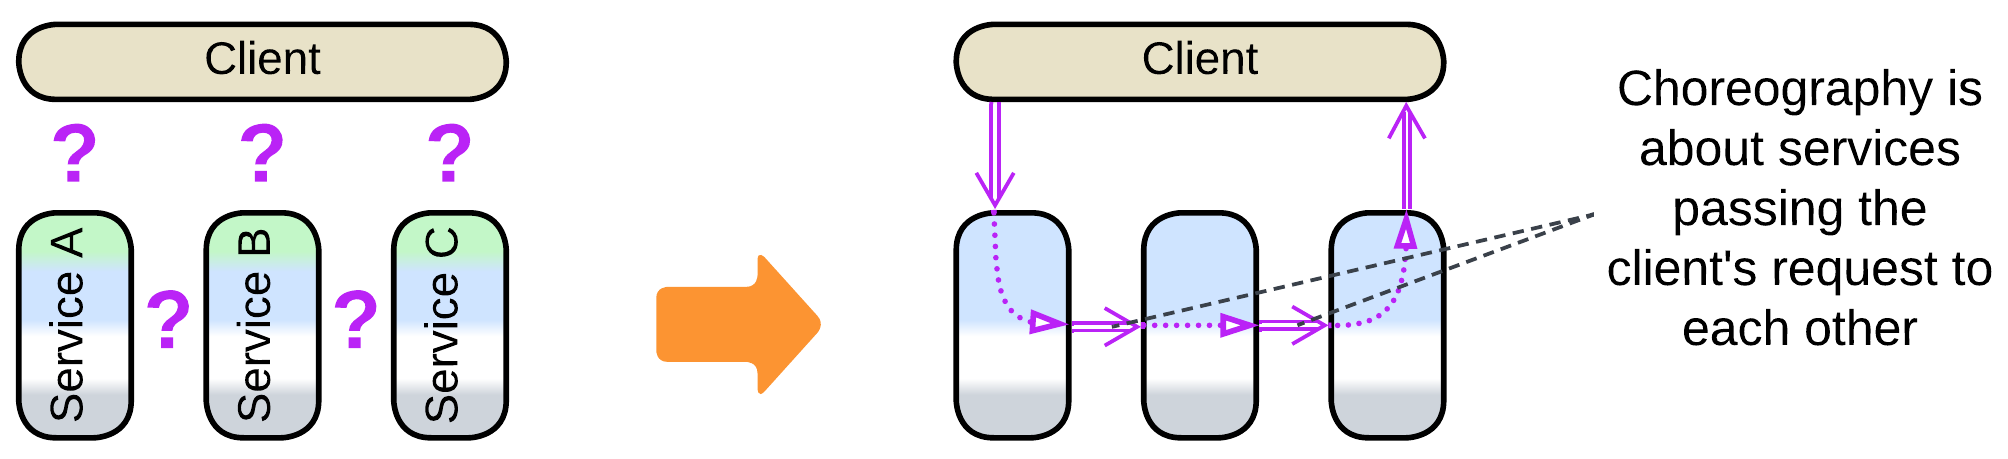 Client
?
?
?
Service A
?
Service B
?
Service C
Client
Choreography is
about services
passing the
client's request to
each other